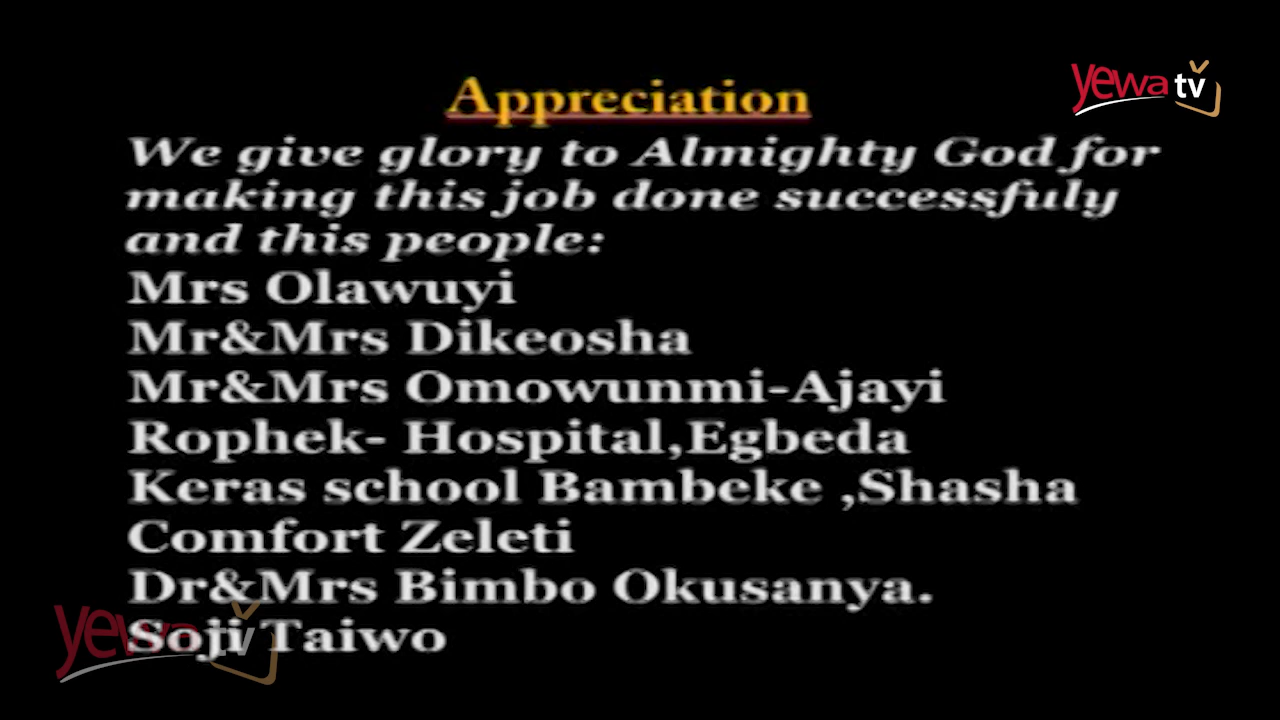 yewa tv
Appreciation
We give glory to Almighty God for
making this job done successfuly
and this people:
Mrs Olawuyi
Mr&Mrs Dikeosha
Mr&Mrs Omowunmi-Ajayi
Rophek- Hospital,Egbeda
Keras school Bambeke ,Shasha
Comfort Zeleti
Dr&Mrs Bimbo Okusanya.
Soji Taiwo
yewa tv